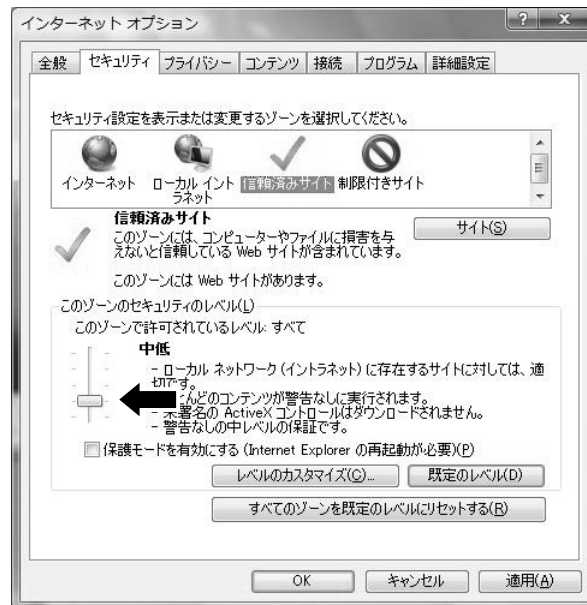 インターネット オプション
全般 セキュリティ プライバシー コンテンツ 接続 プログラム 詳細設定
セキュリティ設定を表示または変更するゾーンを選択してください。
インターネット ローカル イントラネット 信頼済みサイト 制限付きサイト
信頼済みサイト
サイト(S)
このゾーンには、コンピューターやファイルに損害を与
えないと信頼している Web サイトが含まれています。
このゾーンには Web サイトがあります。
このゾーンのセキュリティのレベル(L)
このゾーンで許可されているレベル: すべて
中低
- ローカル ネットワーク (イントラネット) に存在するサイトに対しては、適
切です。
んどのコンテンツが警告なしに実行されます。
- 未署名の ActiveX コントロールはダウンロードされません。
- 警告なしの中レベルの保証です。
保護モードを有効にする (Internet Explorer の再起動が必要)(P)
レベルのカスタマイズ(C)... 既定のレベル(D)
すべてのゾーンを既定のレベルにリセットする(R)
OK キャンセル 適用(A)